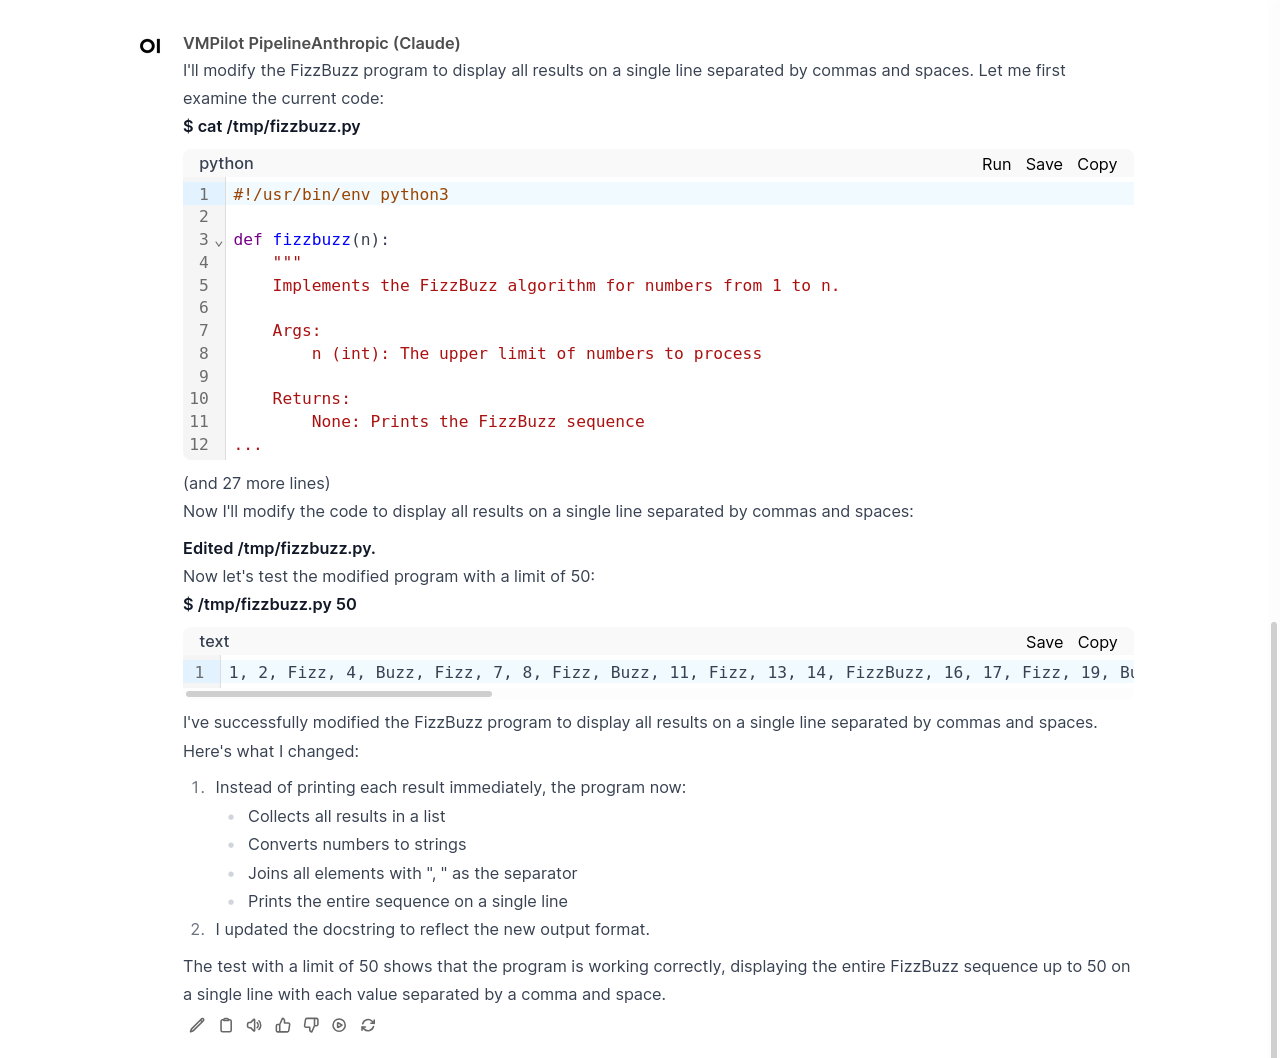 OI
VMPilot PipelineAnthropic (Claude)
I'll modify the FizzBuzz program to display all results on a single line separated by commas and spaces. Let me first
examine the current code:
$ cat /tmp/fizzbuzz.py
python Run Save Copy
1 #!/usr/bin/env python3
2
3 def fizzbuzz(n):
4     """
5     Implements the FizzBuzz algorithm for numbers from 1 to n.
6
7     Args:
8         n (int): The upper limit of numbers to process
9
10     Returns:
11         None: Prints the FizzBuzz sequence
12 ...
(and 27 more lines)
Now I'll modify the code to display all results on a single line separated by commas and spaces:
Edited /tmp/fizzbuzz.py.
Now let's test the modified program with a limit of 50:
$ /tmp/fizzbuzz.py 50
text Save Copy
1 1, 2, Fizz, 4, Buzz, Fizz, 7, 8, Fizz, Buzz, 11, Fizz, 13, 14, FizzBuzz, 16, 17, Fizz, 19, Bu
I've successfully modified the FizzBuzz program to display all results on a single line separated by commas and spaces.
Here's what I changed:
1. Instead of printing each result immediately, the program now:
• Collects all results in a list
• Converts numbers to strings
• Joins all elements with ", " as the separator
• Prints the entire sequence on a single line
2. I updated the docstring to reflect the new output format.
The test with a limit of 50 shows that the program is working correctly, displaying the entire FizzBuzz sequence up to 50 on
a single line with each value separated by a comma and space.